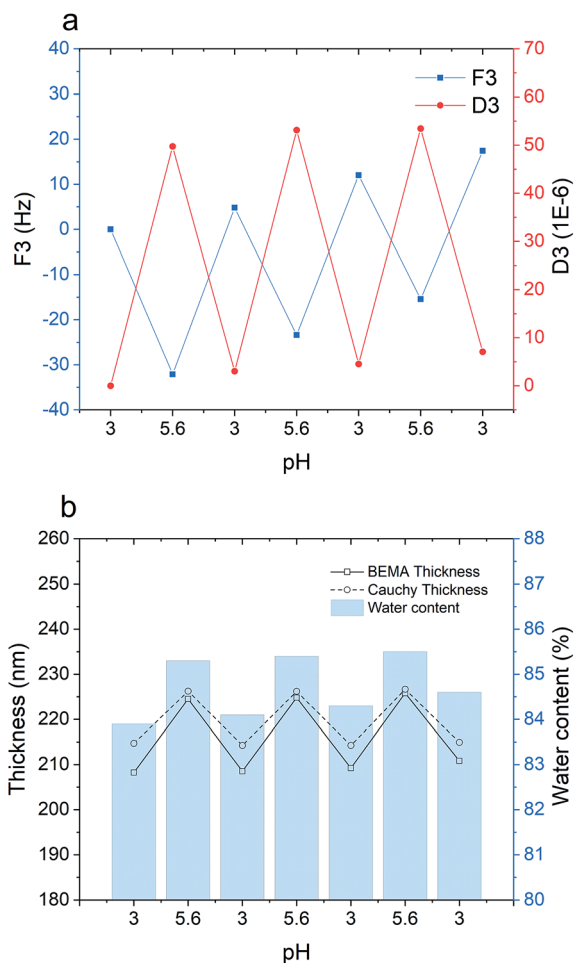 a
F3
D3
40
30
20
10
0
-10
-20
-30
-40
F3 (Hz)
70
60
50
40
30
20
10
0
D3 (1E-6)
3 5.6 3 5.6 3 5.6 3
pH
b
BEMA Thickness
Cauchy Thickness
Water content
260
250
240
230
220
210
200
190
180
Thickness (nm)
88
87
86
85
84
83
82
81
80
Water content (%)
3 5.6 3 5.6 3 5.6 3
pH